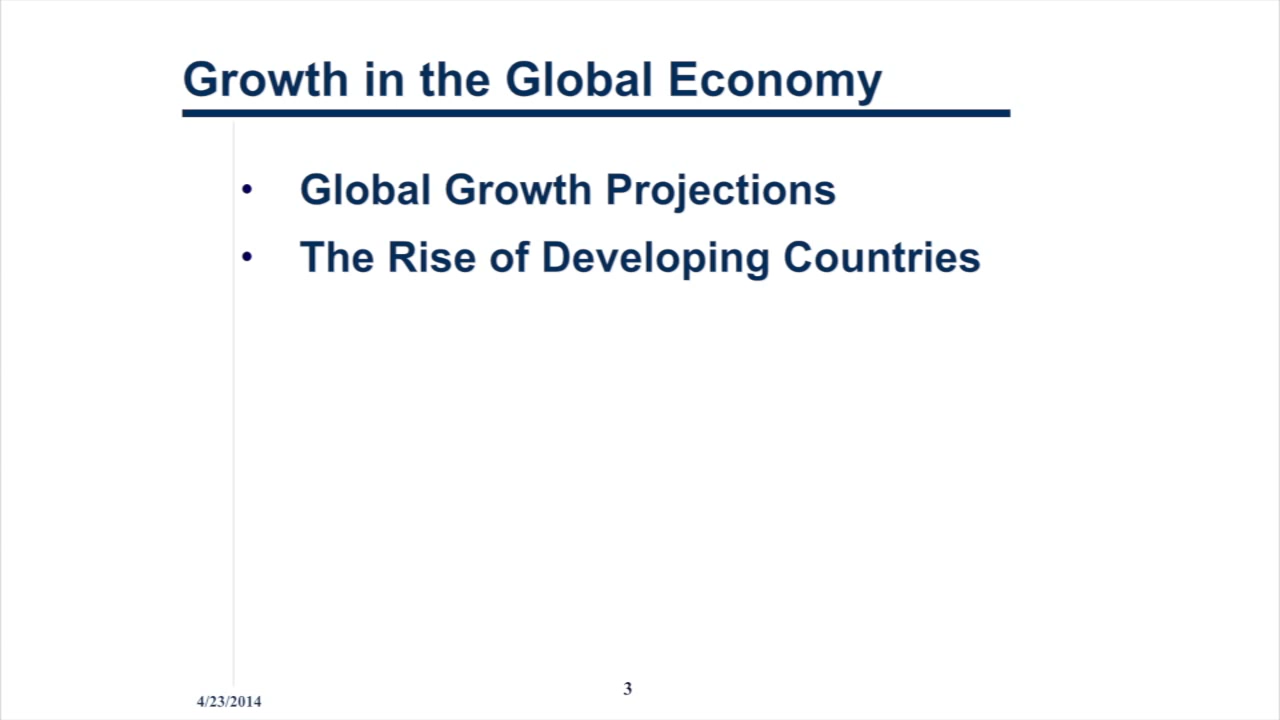 Growth in the Global Economy
• Global Growth Projections
• The Rise of Developing Countries
3
4/23/2014